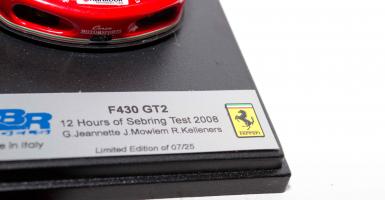 F430 GT2
BBR
12 Hours of Sebring Test 2008
G.Jeannette J.Mowlem R.Kelleners
e in Italy
Limited Edition of 07/25
Ferrari